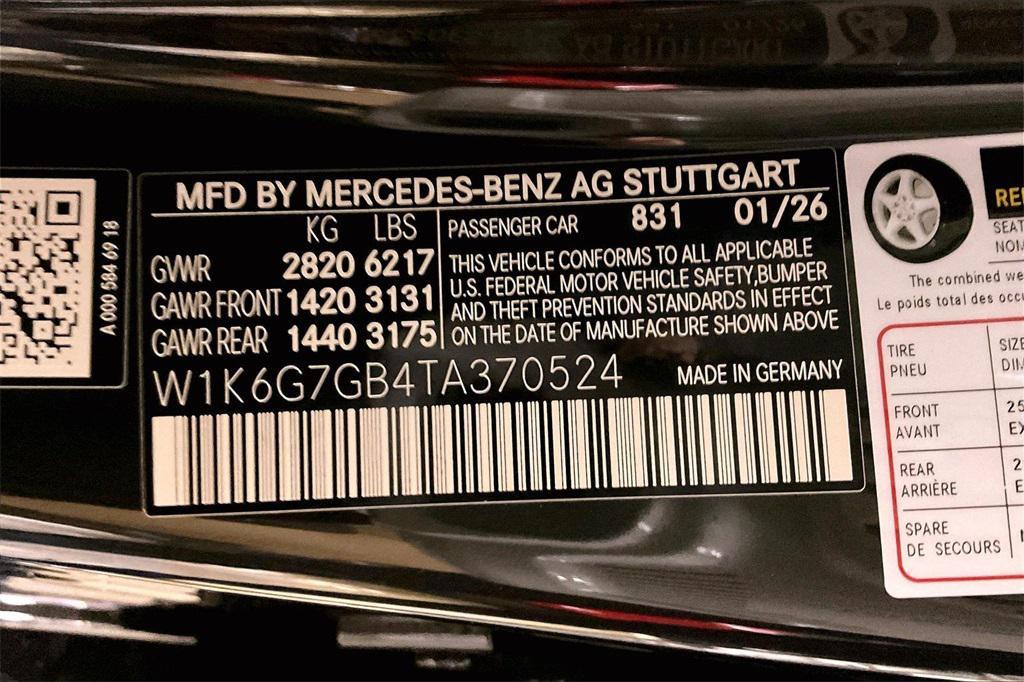 MFD BY MERCEDES-BENZ AG STUTTGART
KG LBS
GVWR 2820 6217
GAWR FRONT 1420 3131
GAWR REAR 1440 3175
PASSENGER CAR 831 01/26
THIS VEHICLE CONFORMS TO ALL APPLICABLE
U.S. FEDERAL MOTOR VEHICLE SAFETY,BUMPER
AND THEFT PREVENTION STANDARDS IN EFFECT
ON THE DATE OF MANUFACTURE SHOWN ABOVE
W1K6G7GB4TA370524 MADE IN GERMANY
A 000 584 69 18
The combined
Le poids total des
TIRE
PNEU
FRONT
AVANT
REAR
ARRIÈRE
SPARE
DE SECOURS